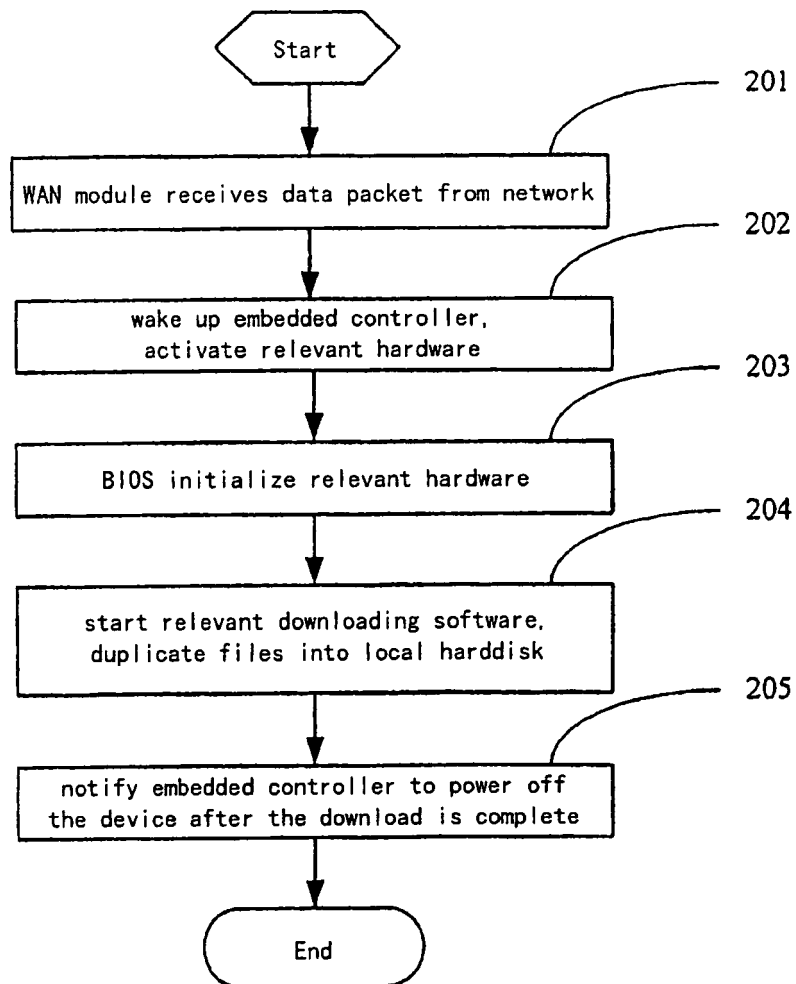 Start
201
WAN module receives data packet from network
202
wake up embedded controller,
activate relevant hardware
203
BIOS initialize relevant hardware
204
start relevant downloading software,
duplicate files into local harddisk
205
notify embedded controller to power off
the device after the download is complete
End